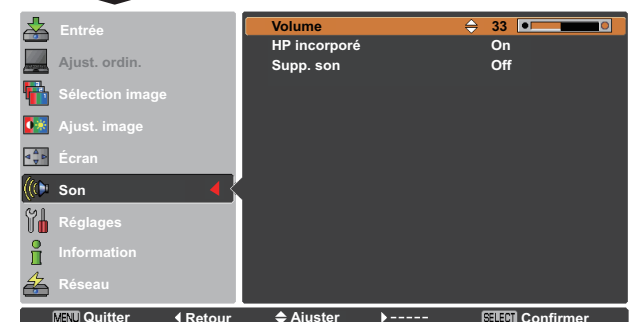 Entrée
Ajust. ordin.
Sélection image
Ajust. image
Écran
Son
Réglages
Information
Réseau
Volume 33
HP incorporé On
Supp. son Off
MENU Quitter Retour Ajuster ----- SELECT Confirmer